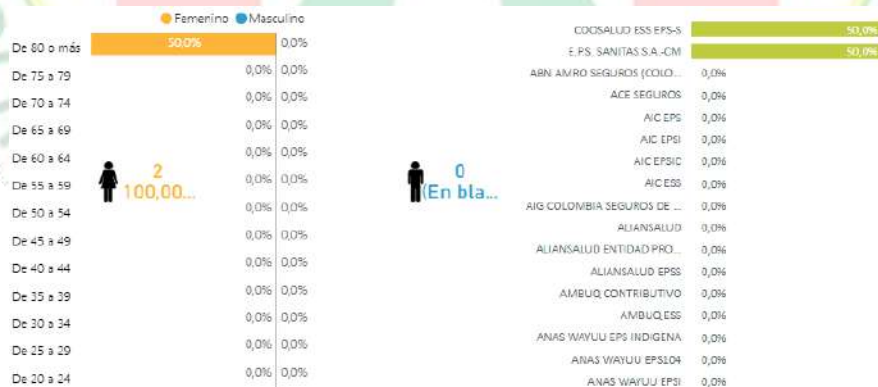 Femenino Masculino
De 80 o más 50,0% 0,0%
De 75 a 79 0,0% 0,0%
De 70 a 74 0,0% 0,0%
De 65 a 69 0,0% 0,0%
De 60 a 64 0,0% 0,0%
De 55 a 59 0,0% 0,0%
De 50 a 54 0,0% 0,0%
De 45 a 49 0,0% 0,0%
De 40 a 44 0,0% 0,0%
De 35 a 39 0,0% 0,0%
De 30 a 34 0,0% 0,0%
De 25 a 29 0,0% 0,0%
De 20 a 24 0,0% 0,0%
2
100,00...
0
(En bla...
ESS EPS-S 50,0%
E.P.S. SANITAS S.A.-CM 50,0%
ABN AMRO SEGUROS (COLO... 0,0%
ACE SEGUROS 0,0%
AIC EPS 0,0%
AIC EPSI 0,0%
AIC EPSIC 0,0%
AIC ESS 0,0%
AIG COLOMBIA SEGUROS DE ... 0,0%
ALIANSALUD 0,0%
ALIANSALUD ENTIDAD PRO... 0,0%
ALIANSALUD EPSS 0,0%
AMBUQ CONTRIBUTIVO 0,0%
AMBUQ ESS 0,0%
ANAS WAYUU EPS INDIGENA 0,0%
ANAS WAYUU EPS104 0,0%
ANAS WAYUU EPSI 0,0%